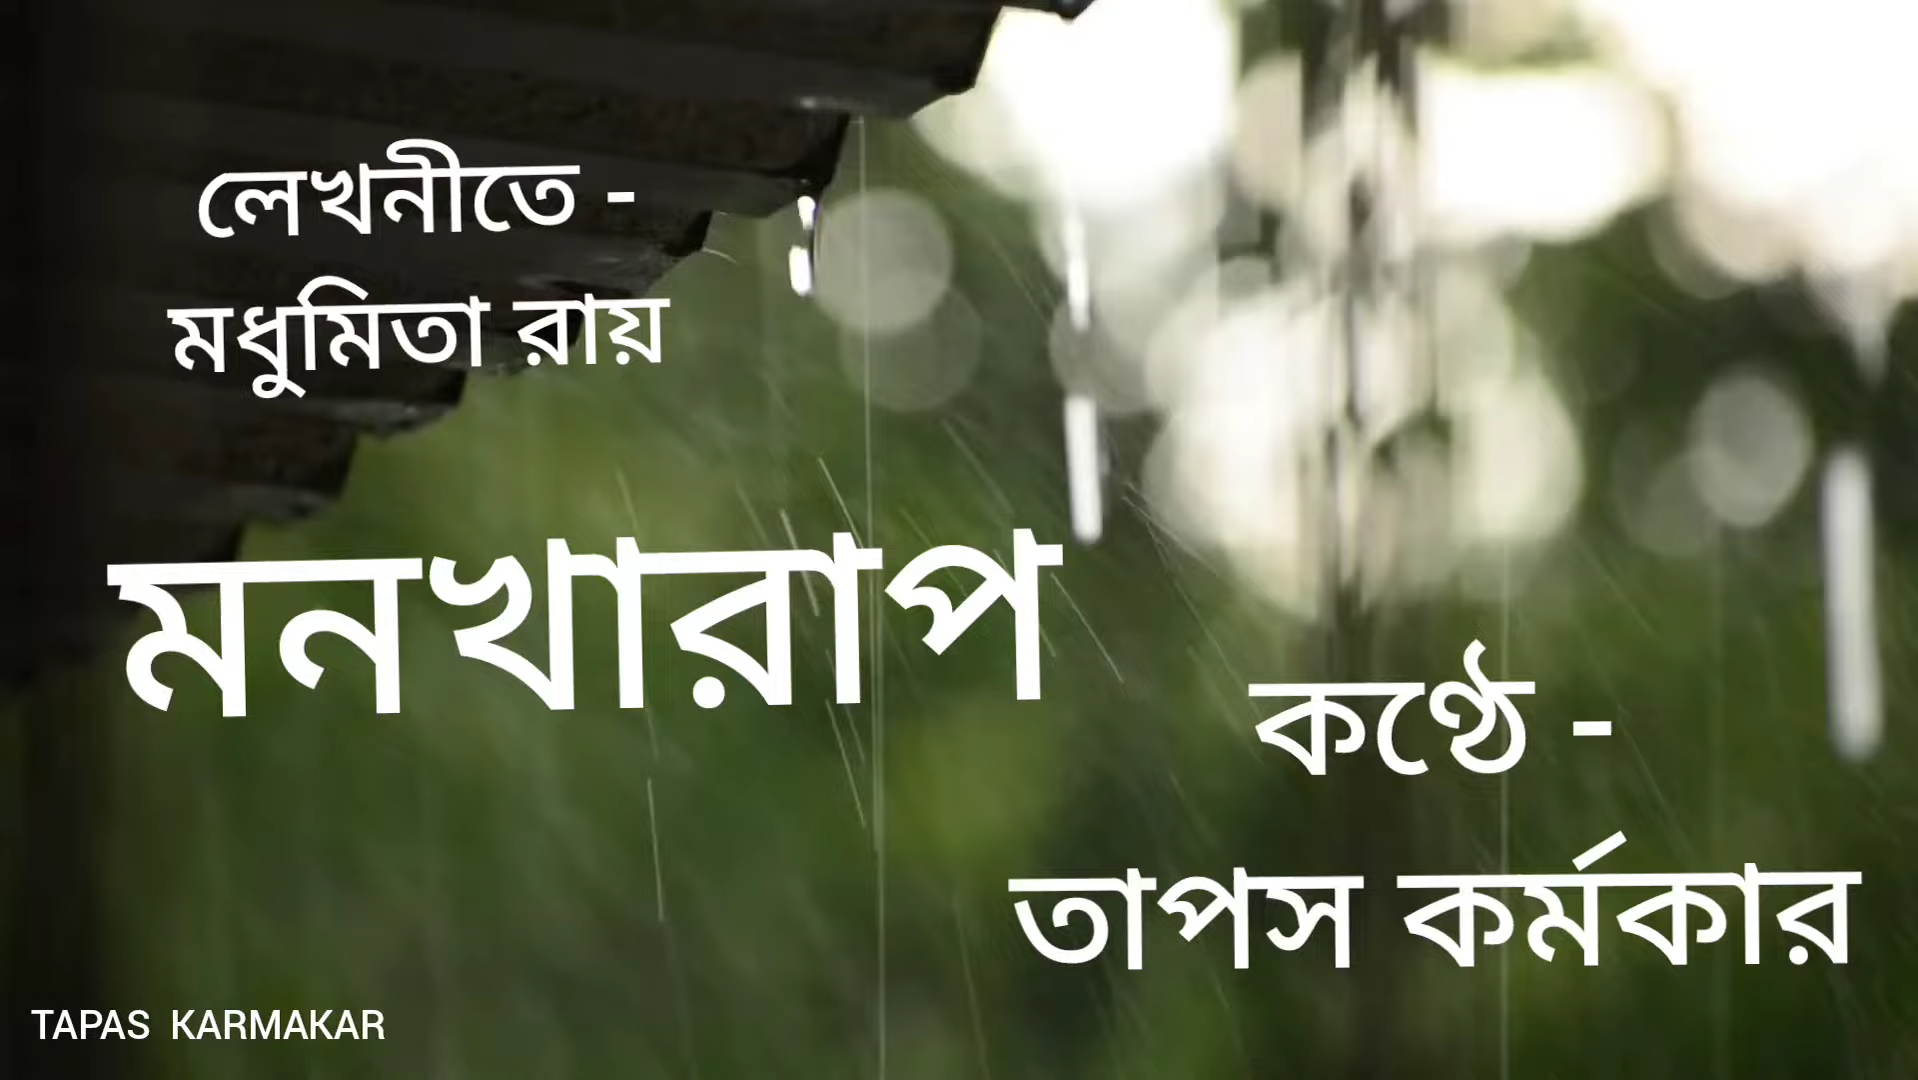 লেখনীতে -
মধুমিতা রায়
মনখারাপ
কণ্ঠে -
তাপস কর্মকার
TAPAS KARMAKAR